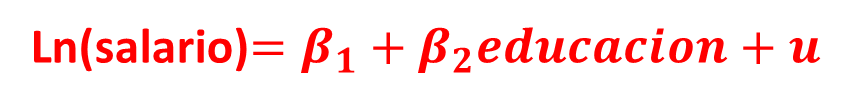 Ln(salario)= β₁ + β₂educacion + u